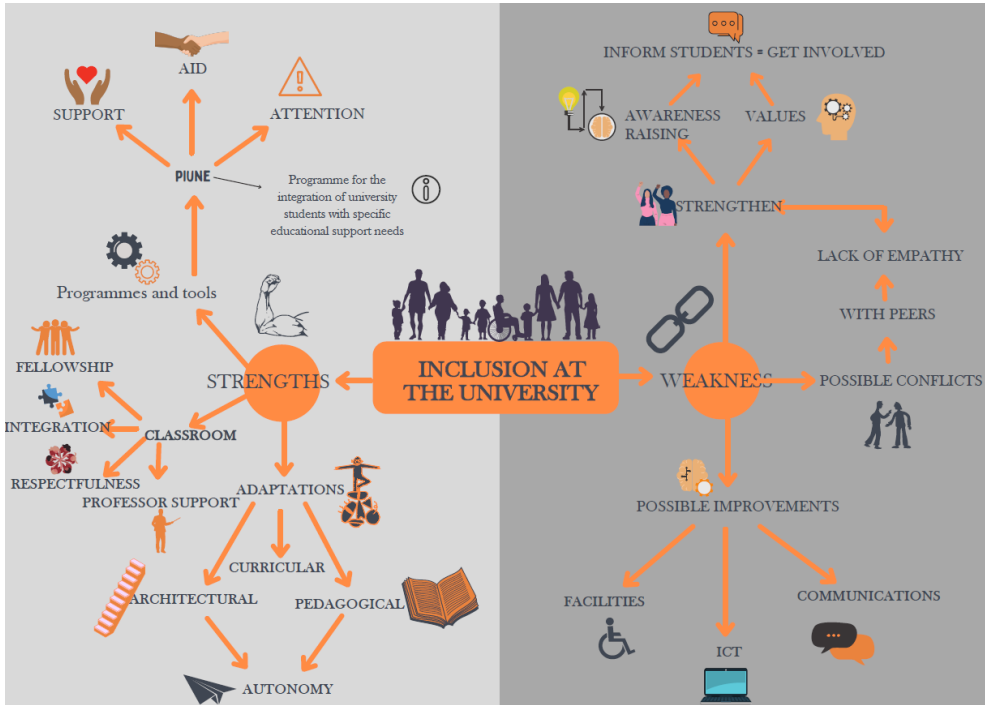 AID
SUPPORT
ATTENTION
PIUNE
Programme for the
integration of university
students with specific
educational support needs
Programmes and tools
FELLOWSHIP
STRENGTHS
INTEGRATION
CLASSROOM
RESPECTFULNESS
PROFESSOR SUPPORT
ADAPTATIONS
CURRICULAR
ARCHITECTURAL
PEDAGOGICAL
AUTONOMY
INCLUSION AT
THE UNIVERSITY
INFORM STUDENTS = GET INVOLVED
AWARENESS
RAISING
VALUES
STRENGTHEN
LACK OF EMPATHY
WITH PEERS
WEAKNESS
POSSIBLE CONFLICTS
POSSIBLE IMPROVEMENTS
FACILITIES
COMMUNICATIONS
ICT